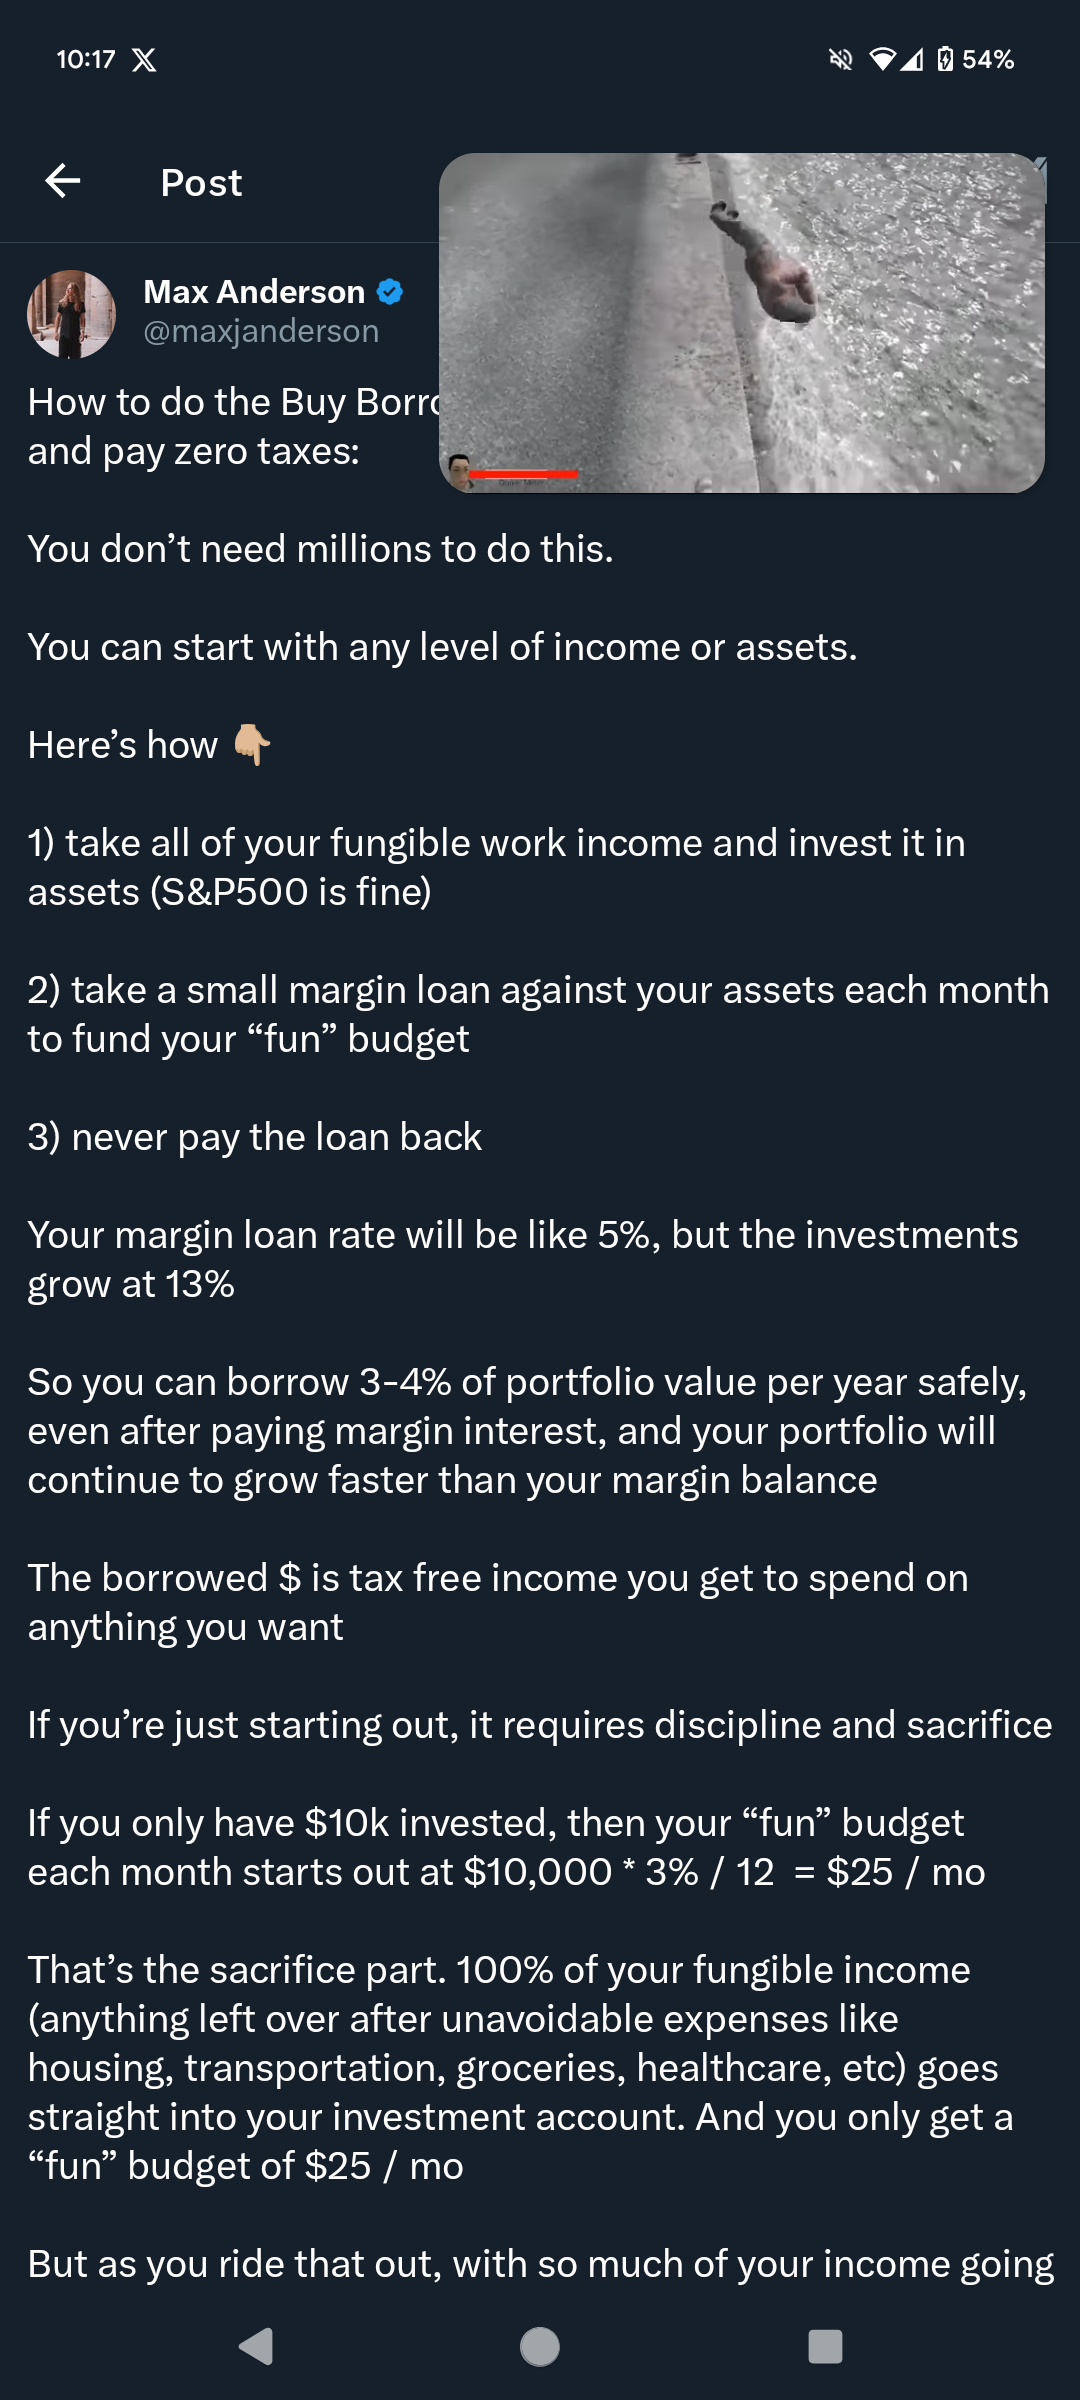 10:17
54%
Post
Max Anderson
@maxjanderson
How to do the Buy
and pay zero taxes:
You don’t need millions to do this.
You can start with any level of income or assets.
Here’s how 👇🏼
1) take all of your fungible work income and invest it in
assets (S&P500 is fine)
2) take a small margin loan against your assets each month
to fund your “fun” budget
3) never pay the loan back
Your margin loan rate will be like 5%, but the investments
grow at 13%
So you can borrow 3-4% of portfolio value per year safely,
even after paying margin interest, and your portfolio will
continue to grow faster than your margin balance
The borrowed $ is tax free income you get to spend on
anything you want
If you’re just starting out, it requires discipline and sacrifice
If you only have $10k invested, then your “fun” budget
each month starts out at $10,000 * 3% / 12  = $25 / mo
That’s the sacrifice part. 100% of your fungible income
(anything left over after unavoidable expenses like
housing, transportation, groceries, healthcare, etc) goes
straight into your investment account. And you only get a
“fun” budget of $25 / mo
But as you ride that out, with so much of your income going